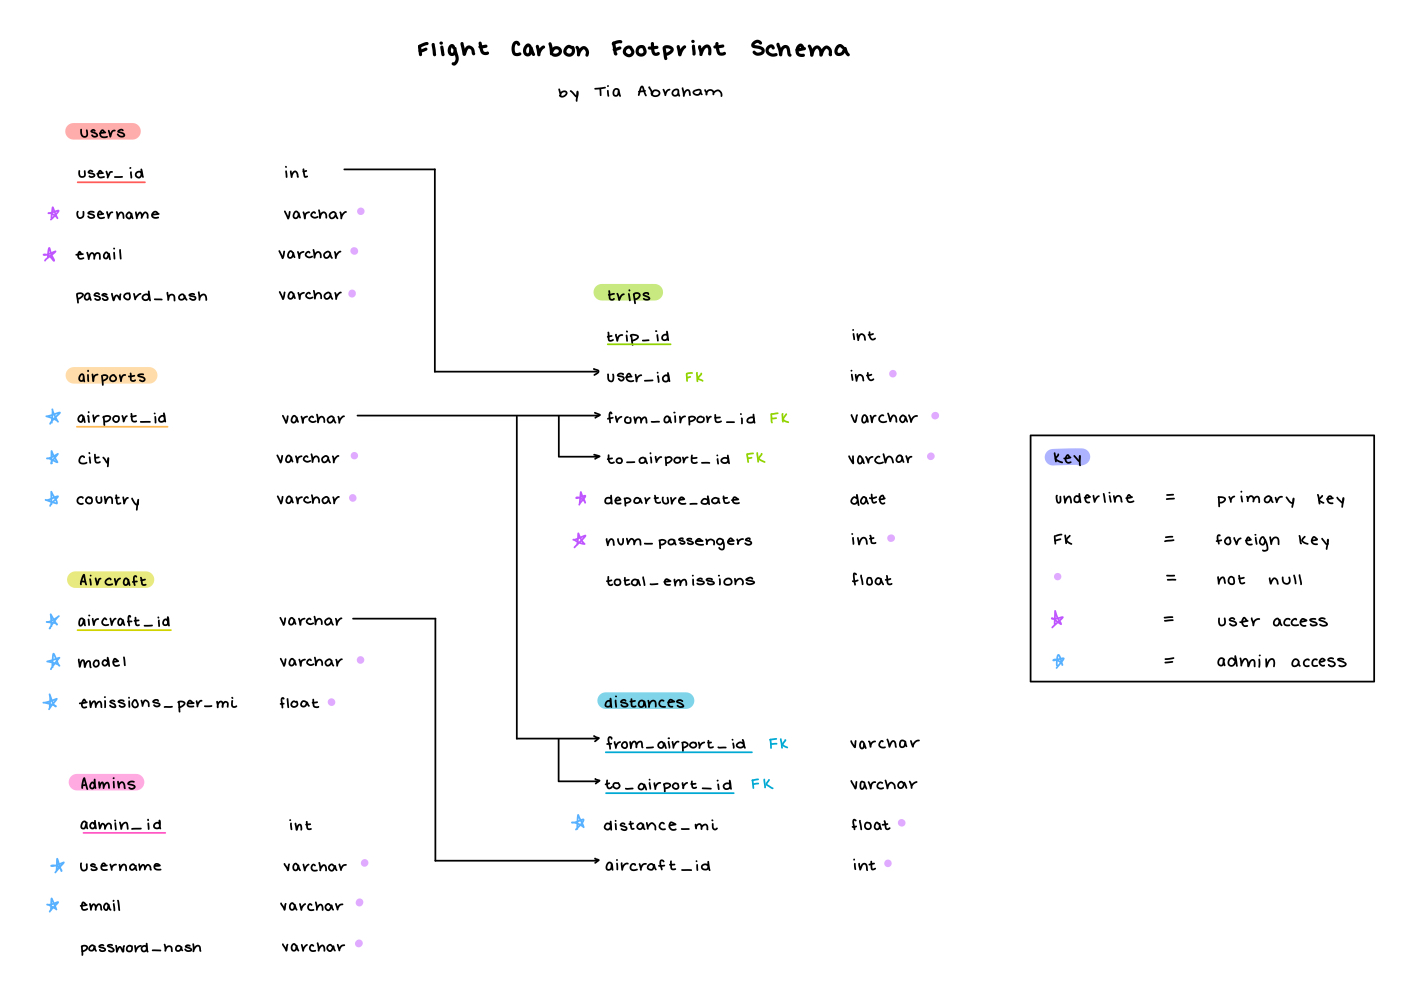 Flight Carbon Footprint Schema
by Tia Abraham
users
user_id int
username varchar
email varchar
password_hash varchar
airports
airport_id varchar
city varchar
country varchar
Aircraft
aircraft_id varchar
model varchar
emissions_per_mi float
Admins
admin_id int
username varchar
email varchar
password_hash varchar
trips
trip_id int
user_id FK int
from_airport_id FK varchar
to_airport_id FK varchar
departure_date date
num_passengers int
total_emissions float
distances
from_airport_id FK varchar
to_airport_id FK varchar
distance_mi float
aircraft_id int
key
underline = primary key
FK = foreign key
= not null
= user access
= admin access